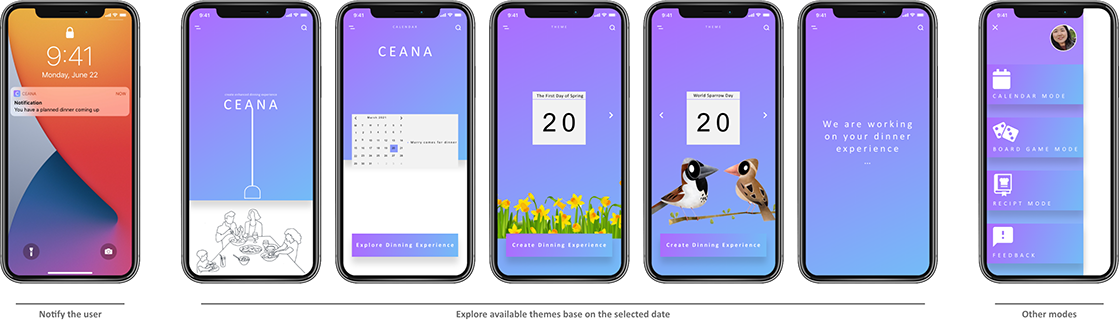 9:41
9:41
Monday, June 22
CEANA
NOW
Notification
You have a planned dinner coming up
9:41
CEANA
9:41
CALENDAR
CEANA
March 2021
- Morry comes for dinner
Explore Dinning Experience
9:41
THEME
The First Day of Spring
20
Create Dinning Experience
9:41
THEME
World Sparrow Day
20
Create Dinning Experience
9:41
We are working
on your dinner
experience
...
9:41
CALENDAR MODE
BOARD GAME MODE
RECIPT MODE
FEEDBACK
Notify the user
Explore available themes base on the selected date
Other modes